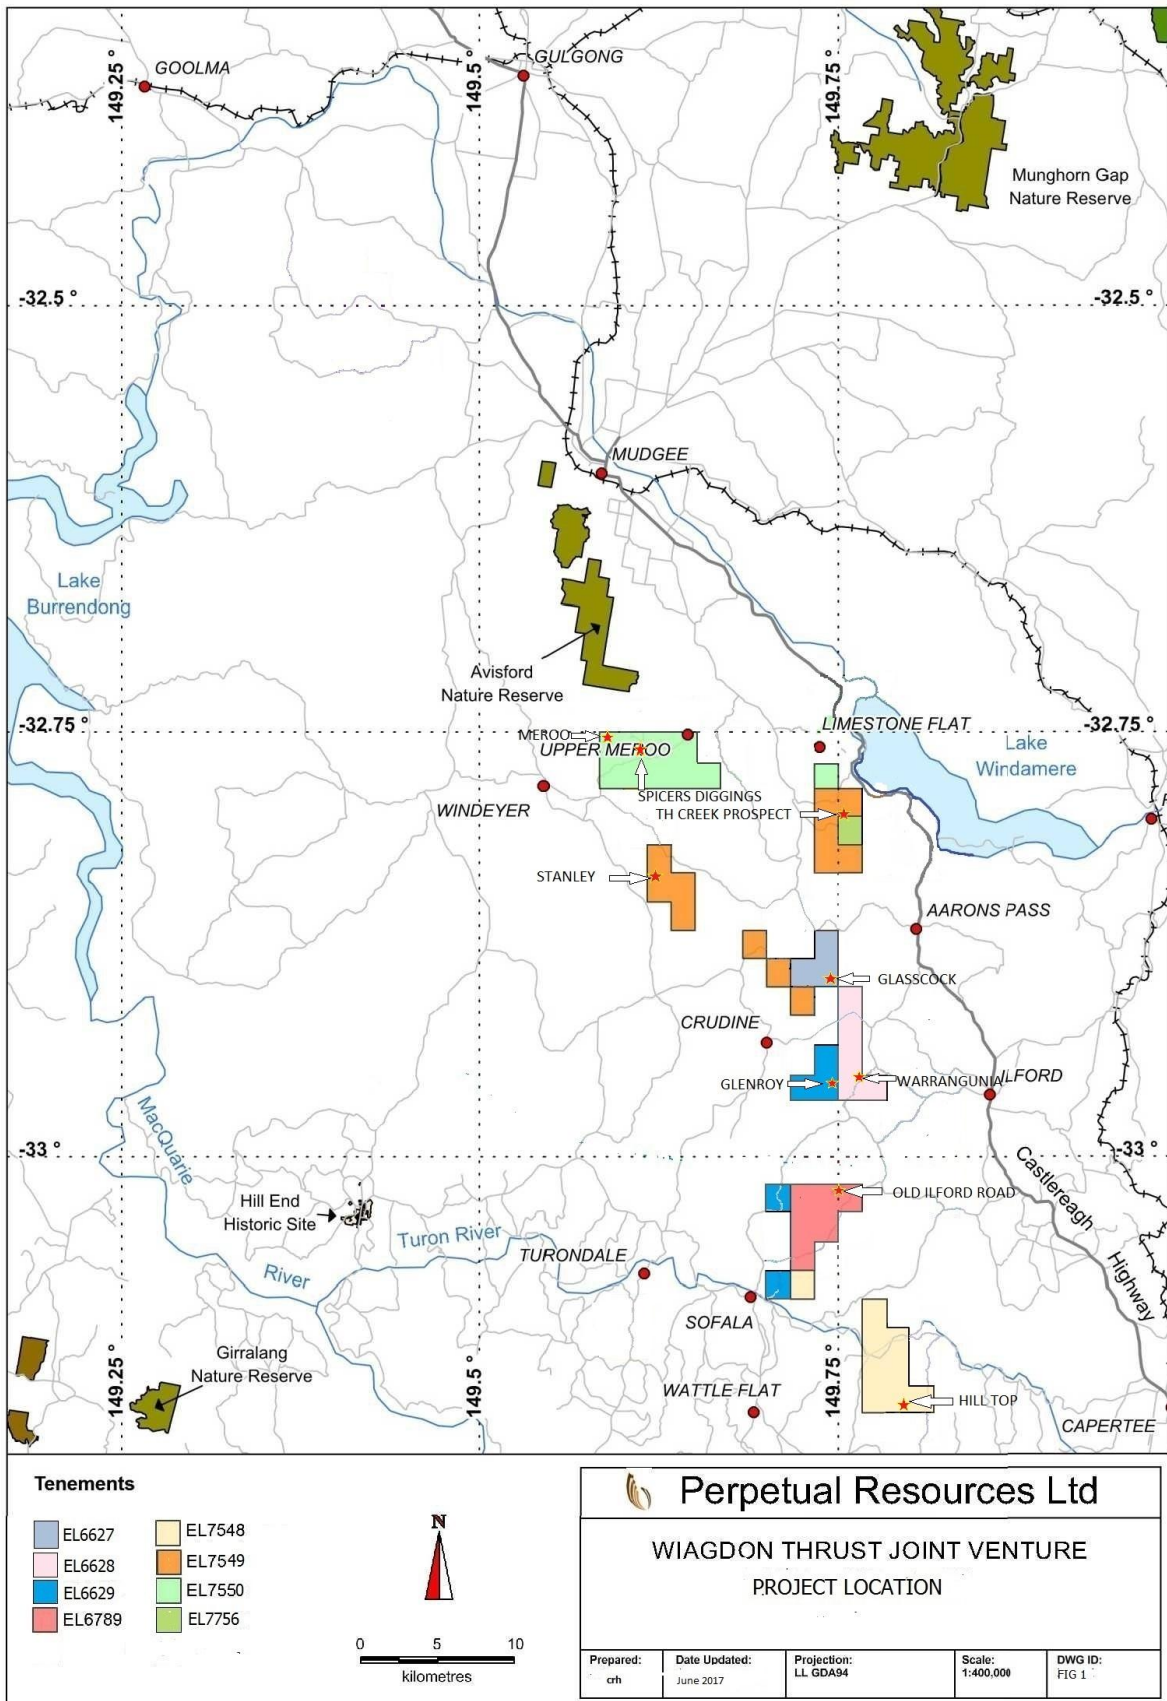 GOOLMA
149.25 °
149.5 °
GULGONG
149.75 °
Munghorn Gap
Nature Reserve
-32.5 °
-32.5 °
MUDGEE
Lake
Burrendong
Avisford
Nature Reserve
-32.75 °
-32.75 °
LIMESTONE FLAT
MEROO
UPPER MEROO
Lake
Windamere
SPICERS DIGGINGS
WINDEYER
TH CREEK PROSPECT
STANLEY
AARONS PASS
GLASSCOCK
CRUDINE
GLENROY
WARRANGUNIA
ILFORD
MacQuarie
River
-33 °
Castlereagh
Highway
Hill End
Historic Site
OLD ILFORD ROAD
Turon River
TURONDALE
SOFALA
Girralang
Nature Reserve
149.25 °
149.5 °
149.75 °
WATTLE FLAT
HILL TOP
CAPERTEE
Tenements
EL6627
EL6628
EL6629
EL6789
EL7548
EL7549
EL7550
EL7756
N
0 5 10
kilometres
Perpetual Resources Ltd
WIAGDON THRUST JOINT VENTURE
PROJECT LOCATION
Prepared:
crh
Date Updated:
June 2017
Projection:
LL GDA94
Scale:
1:400,000
DWG ID:
FIG 1